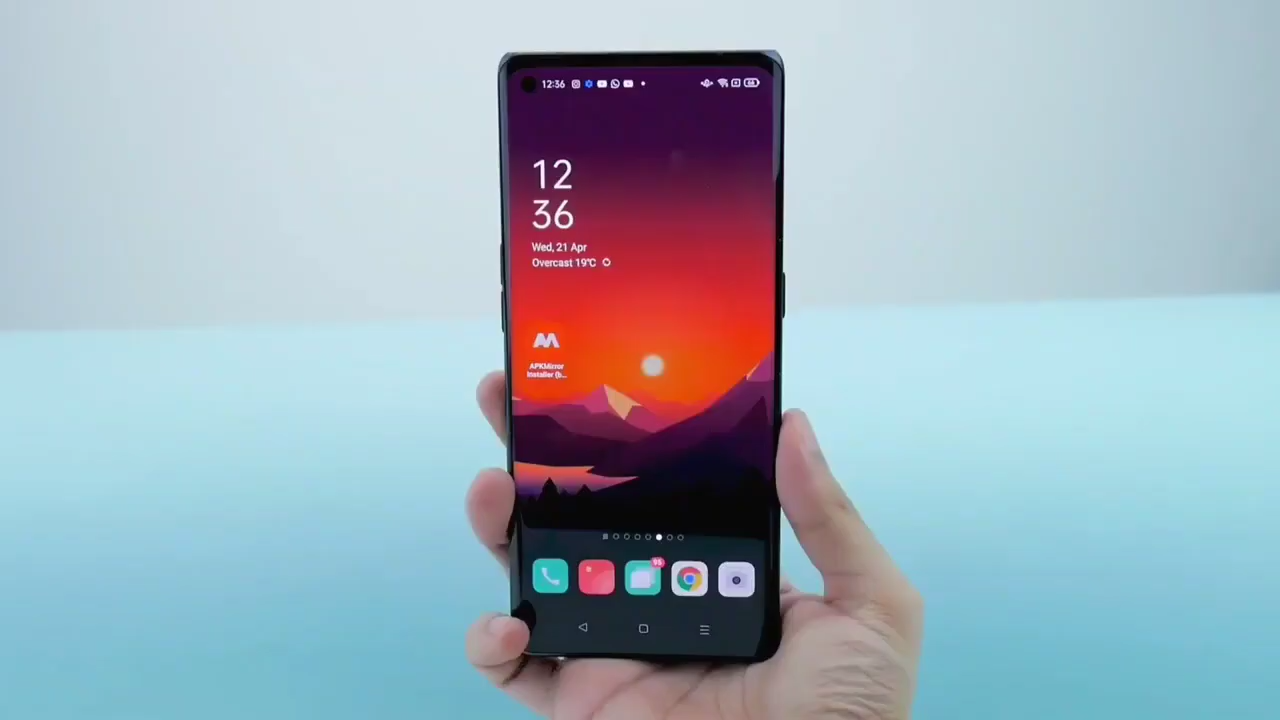 12:36
12
36
Wed, 21 Apr
Overcast 19°C
APKMirror
Installer (b...